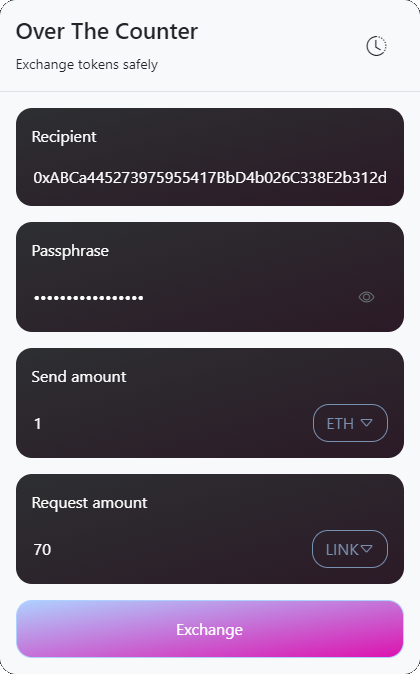 Over The Counter
Exchange tokens safely
Recipient
0xABCa445273975955417BbD4b026C338E2b312d
Passphrase
•••••••••••••••••
Send amount
1
ETH
Request amount
70
LINK
Exchange